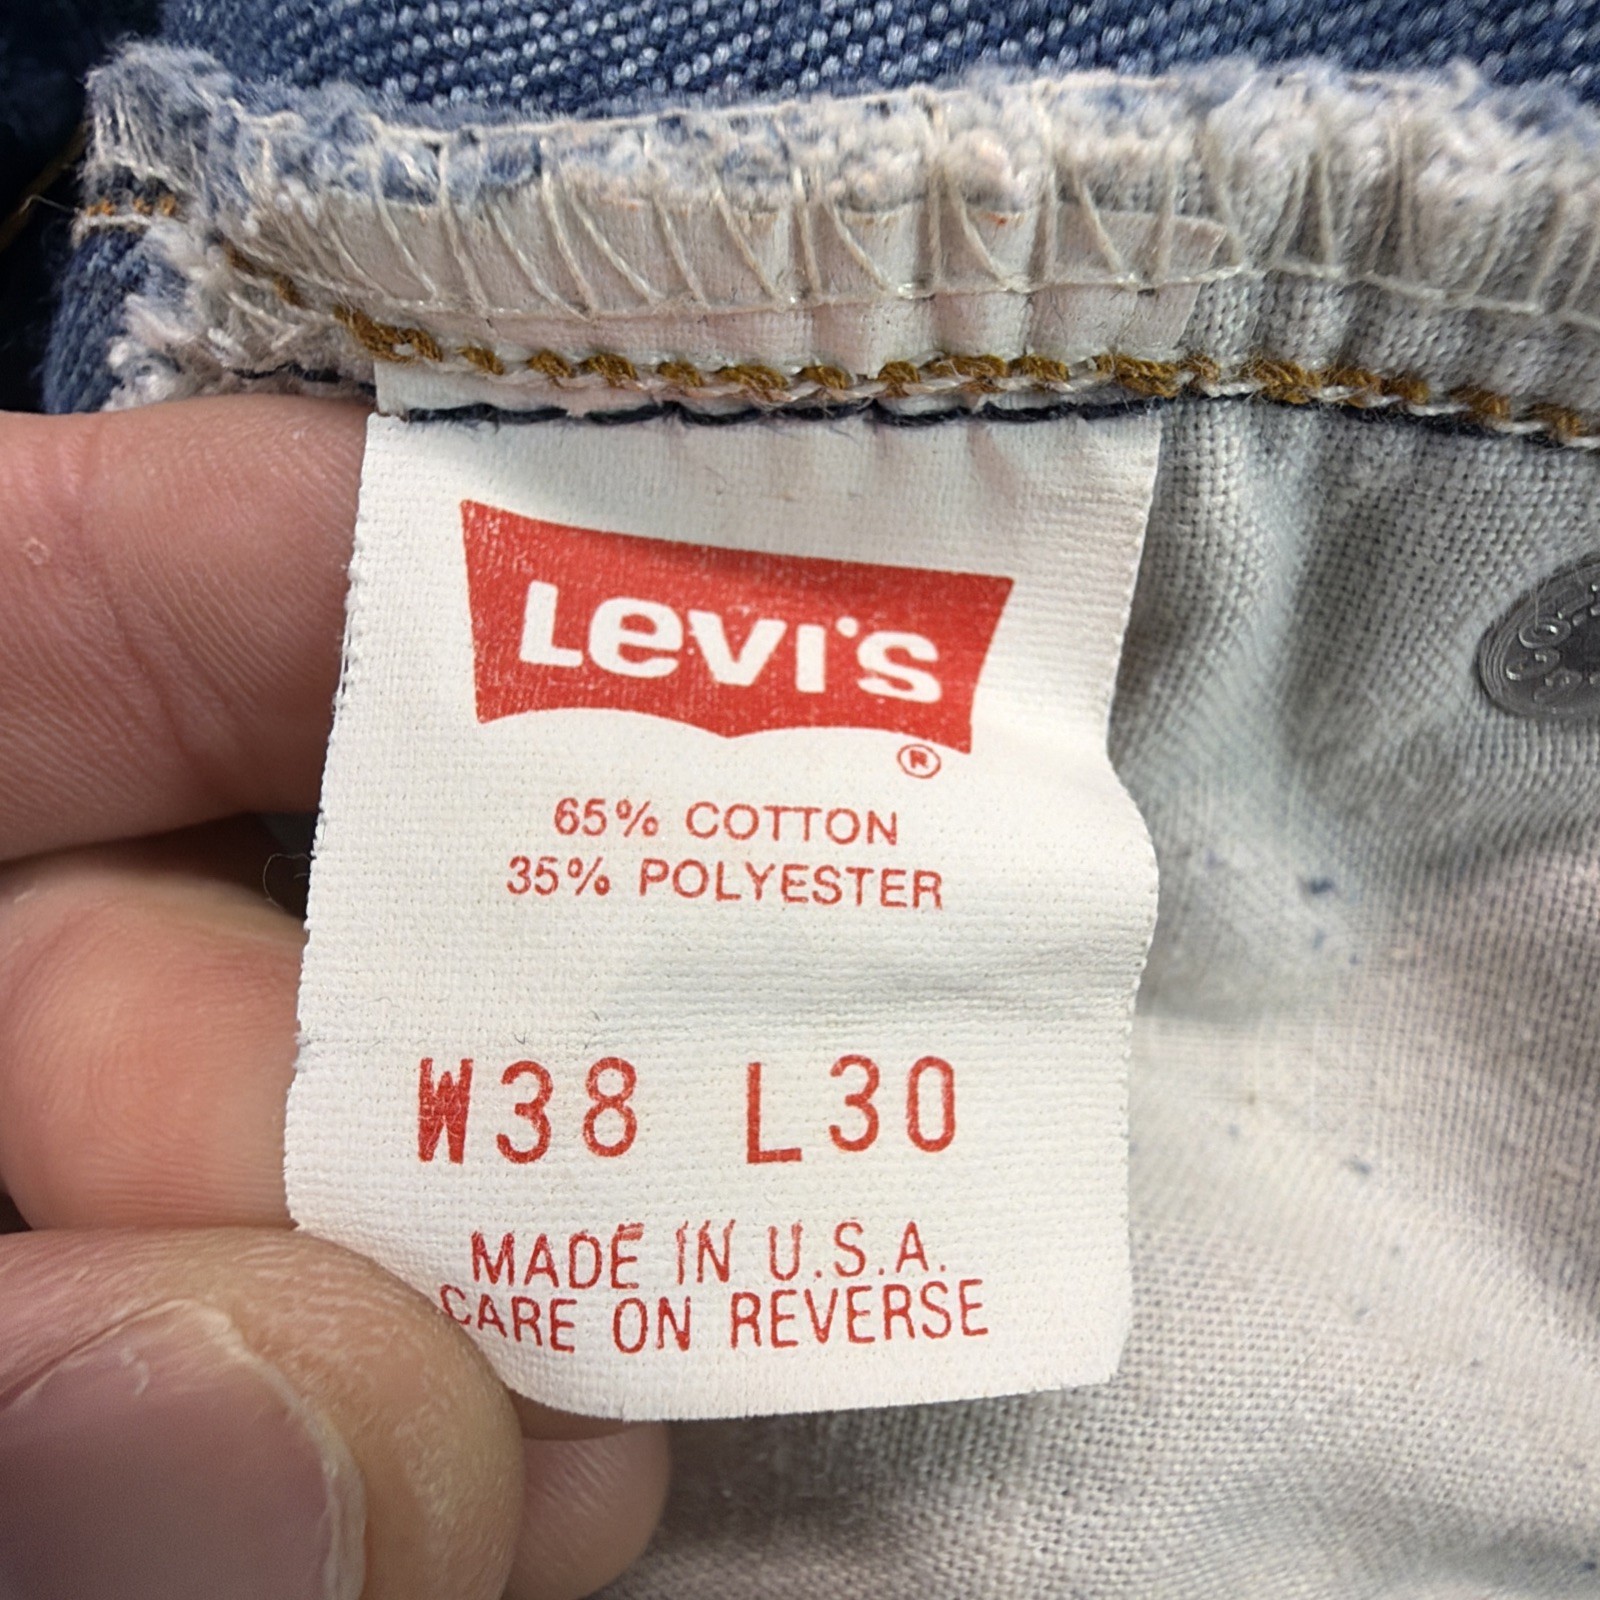 Levi's
®
65% COTTON
35% POLYESTER
W38 L30
MADE IN U.S.A.
CARE ON REVERSE